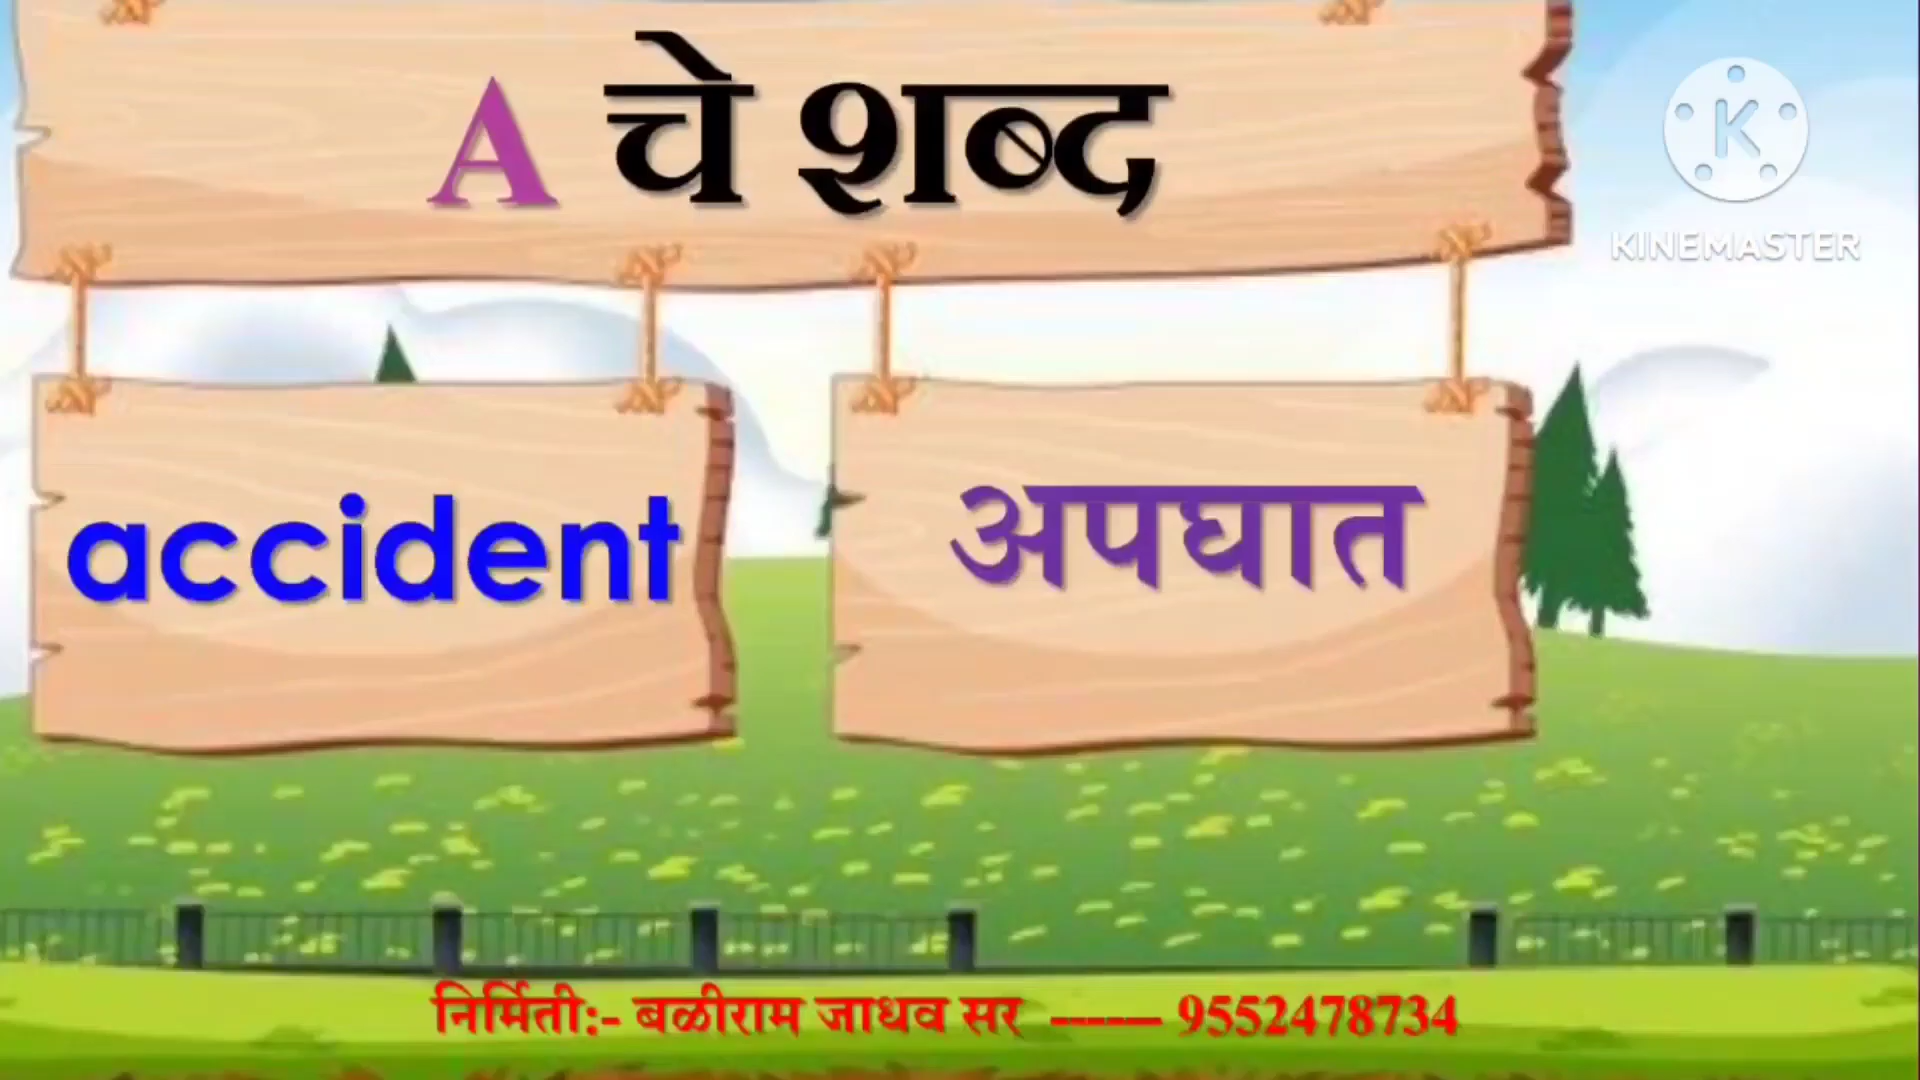 A चे शब्द
KINEMASTER
accident
अपघात
निर्मिती:- बळीराम जाधव सर ------ 9552478734